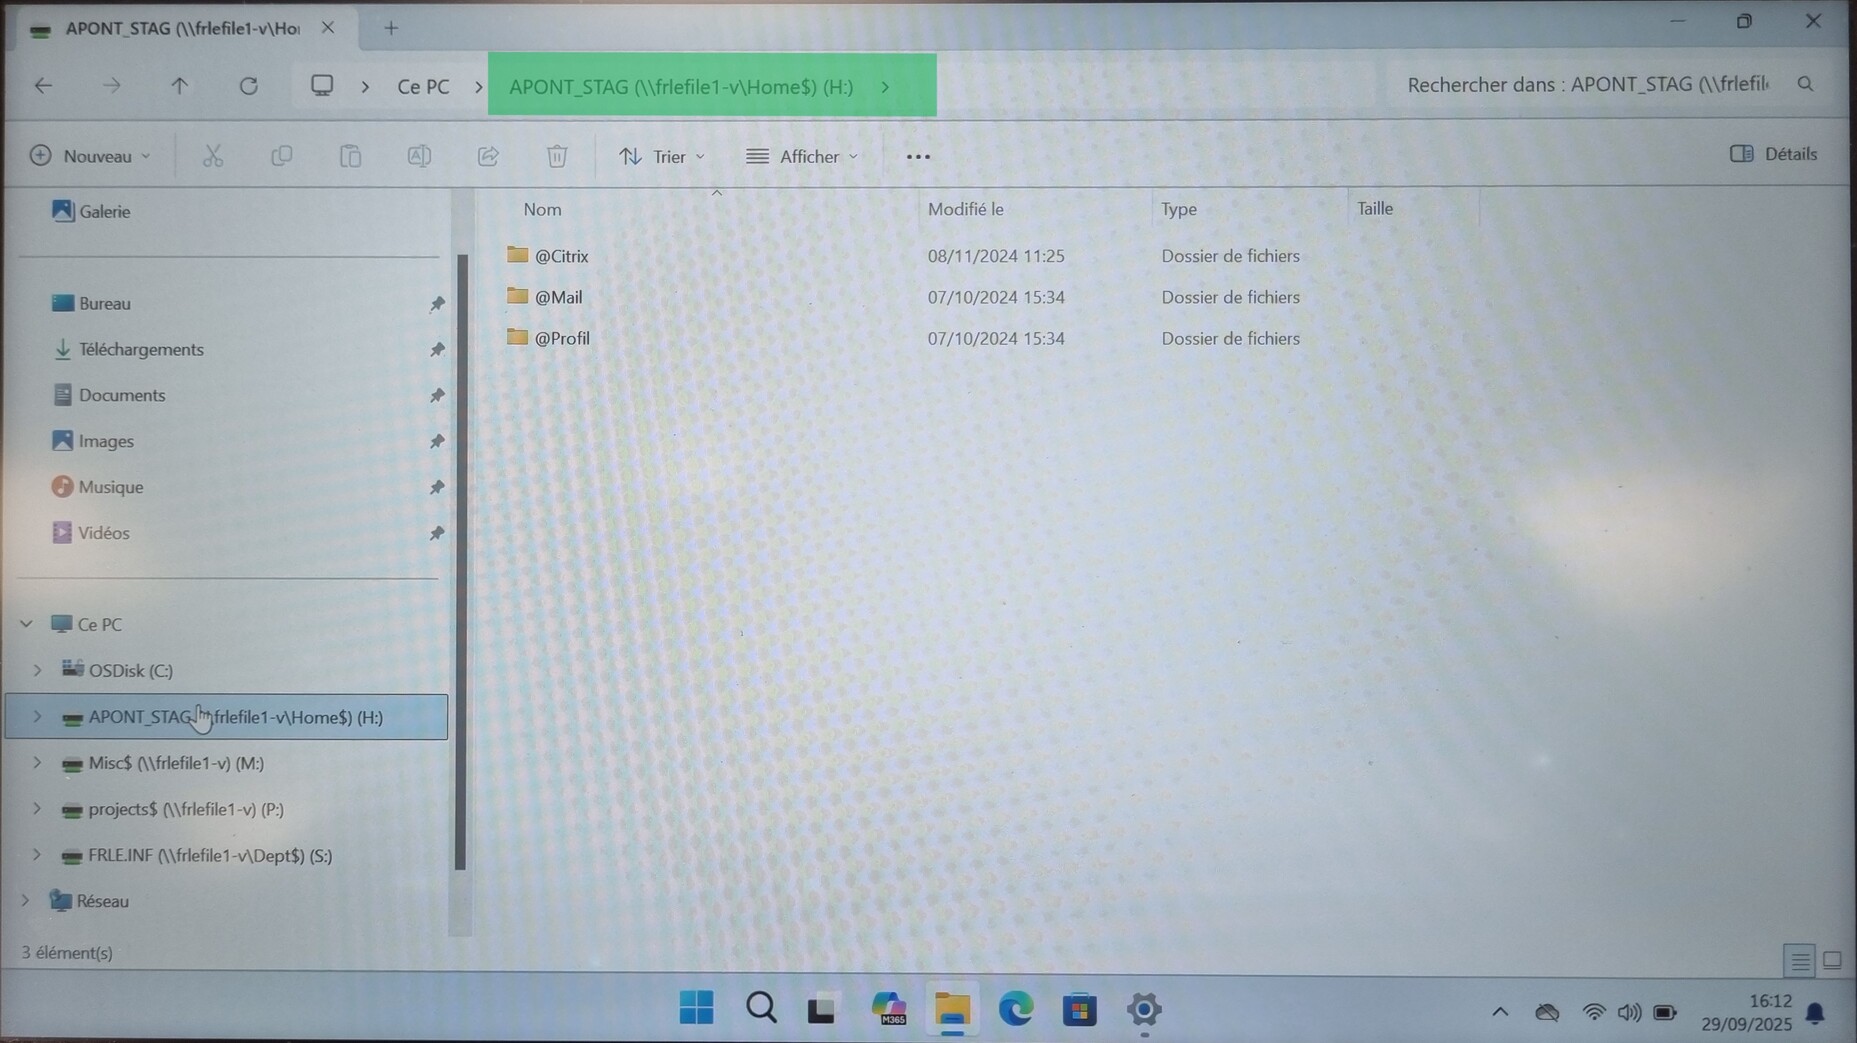 APONT_STAG (\\frlefile1-v\Hor
Ce PC
APONT_STAG (\\frlefile1-v\Home$) (H:)
Rechercher dans : APONT_STAG (\\frlefil
Nouveau
Trier
Afficher
Détails
Galerie
Bureau
Téléchargements
Documents
Images
Musique
Vidéos
Ce PC
OSDisk (C:)
APONT_STAG frlefile1-v\Home$) (H:)
Misc$ (\\frlefile1-v) (M:)
projects$ (\\frlefile1-v) (P:)
FRLE.INF (\\frlefile1-v\Dept$) (S:)
Réseau
3 élément(s)
Nom Modifié le Type Taille
@Citrix 08/11/2024 11:25 Dossier de fichiers
@Mail 07/10/2024 15:34 Dossier de fichiers
@Profil 07/10/2024 15:34 Dossier de fichiers
M365
16:12
29/09/2025